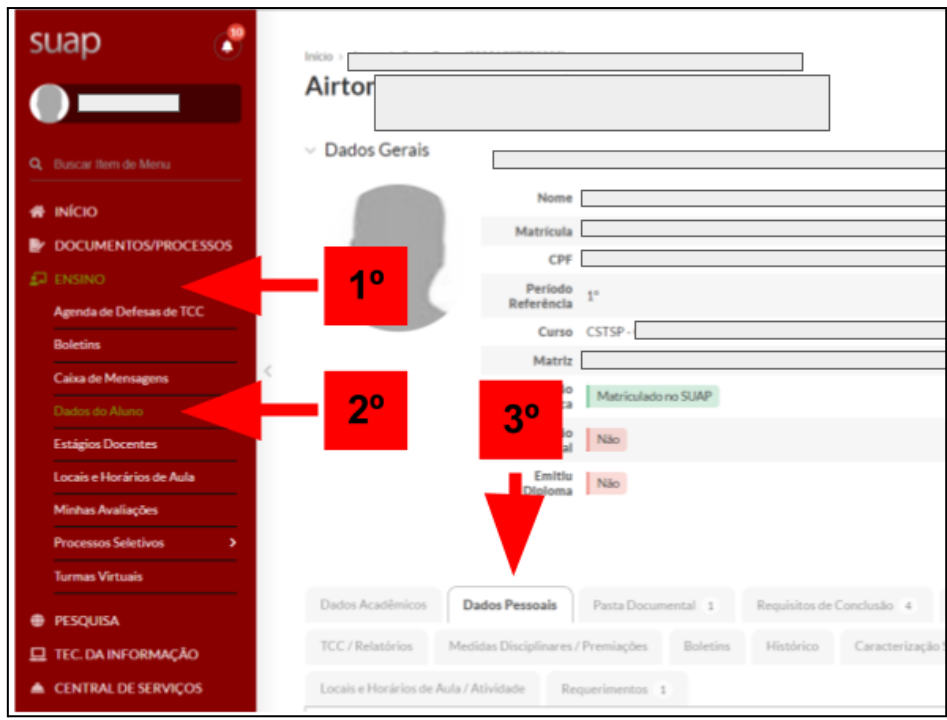 suap
10
Buscar Item de Menu
INÍCIO
DOCUMENTOS/PROCESSOS
ENSINO
Agenda de Defesas de TCC
Boletins
Caixa de Mensagens
Dados do Aluno
Estágios Docentes
Locais e Horários de Aula
Minhas Avaliações
Processos Seletivos
Turmas Virtuais
PESQUISA
TEC. DA INFORMAÇÃO
CENTRAL DE SERVIÇOS
1º
2º
3º
Início
Airton
Dados Gerais
Nome
Matrícula
CPF
Período Referência 1°
Curso CSTSP -
Matriz
Matriculado no SUAP
Não
Emitiu Diploma Não
Dados Acadêmicos Dados Pessoais Pasta Documental 1 Requisitos de Conclusão 4
TCC / Relatórios Medidas Disciplinares / Premiações Boletins Histórico Caracterização
Locais e Horários de Aula / Atividade Requerimentos 1